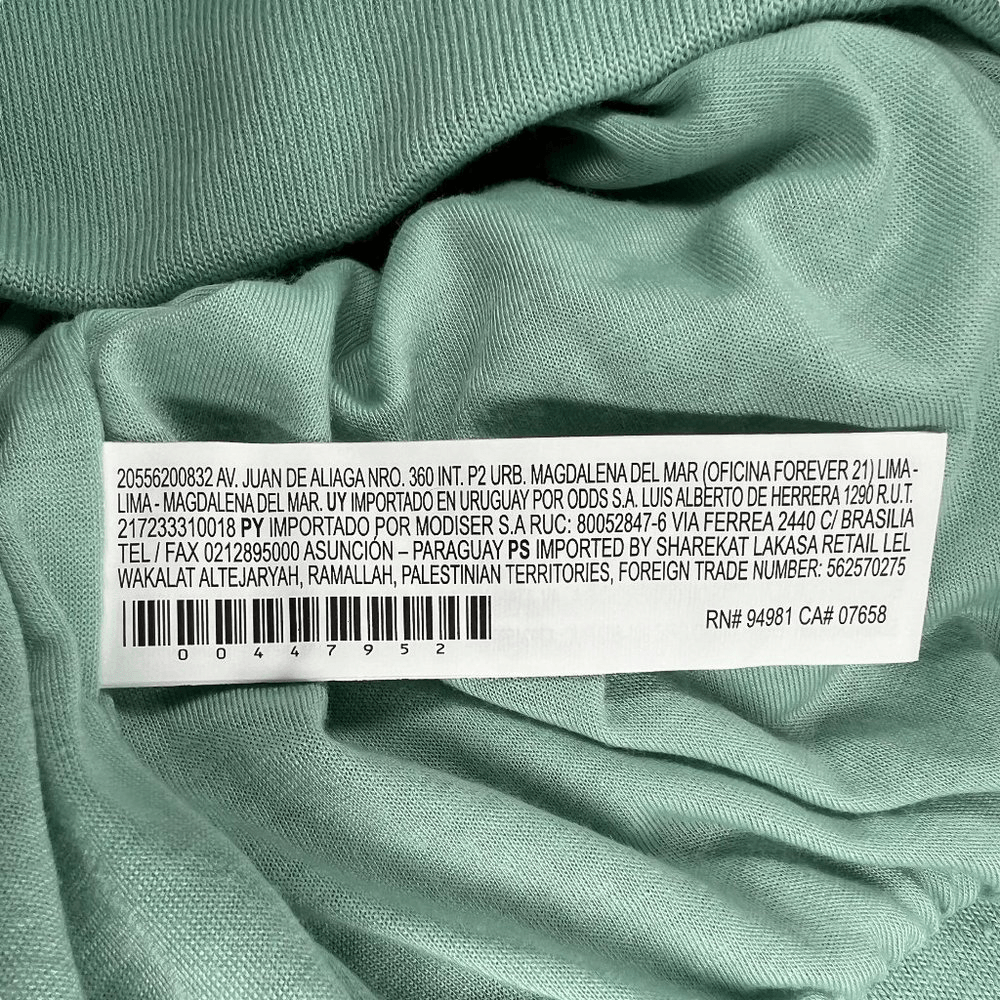 20556200832 AV. JUAN DE ALIAGA NRO. 360 INT. P2 URB. MAGDALENA DEL MAR (OFICINA FOREVER 21) LIMA -
LIMA - MAGDALENA DEL MAR. UY IMPORTADO EN URUGUAY POR ODDS S.A. LUIS ALBERTO DE HERRERA 1290 R.U.T.
217233310018 PY IMPORTADO POR MODISER S.A RUC: 80052847-6 VIA FERREA 2440 C/ BRASILIA
TEL / FAX 0212895000 ASUNCIÓN – PARAGUAY PS IMPORTED BY SHAREKAT LAKASA RETAIL LEL
WAKALAT ALTEJARYAH, RAMALLAH, PALESTINIAN TERRITORIES, FOREIGN TRADE NUMBER: 562570275
RN# 94981 CA# 07658
00447952